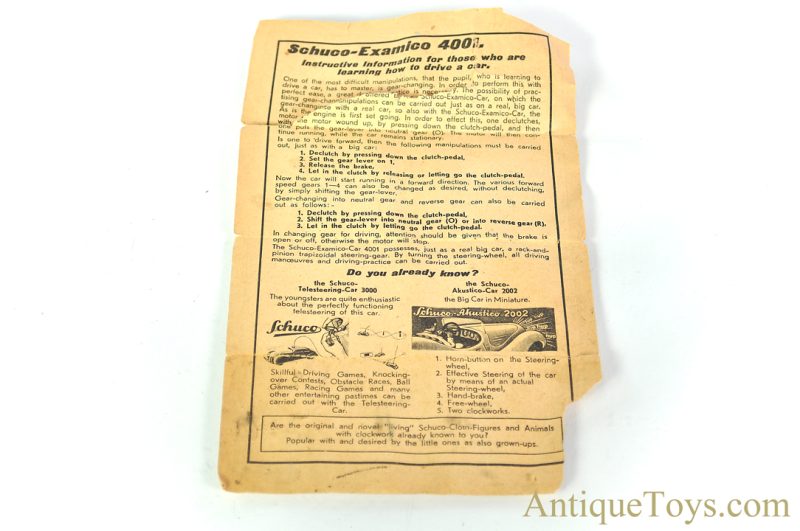 Schuco-Examico 4001.
Instructive Information for those who are
learning how to drive a car.
One of the most difficult manipulations, that the pupil, who is learning to
drive a car, has to master, is gear-changing. In order to perform this with
perfect ease, a great practice is necessary. The possibility of prac-
tising gear-chan is offered Schuco-Examico-Car, on which the
gear-change manipulations can be carried out just as on a real, big car.
As is the case with a real car, so also with the Schuco-Examico-Car, the
motor engine is first set going. In order to effect this, one declutches,
with the motor wound up, by pressing down the clutch-pedal, and then
one puts the gear-lever into neutral gear (O). The motor will then con-
tinue running, while the car remains stationary.
Is one to drive forward, then the following manipulations must be carried
out, just as with a big car:
1. Declutch by pressing down the clutch-pedal,
2. Set the gear lever on 1,
3. Release the brake,
4. Let in the clutch by releasing or letting go the clutch-pedal.
Now the car will start running in a forward direction. The various forward
speed gears 1—4 can also be changed as desired, without declutching,
by simply shifting the gear-lever.
Gear-changing into neutral gear and reverse gear can also be carried
out as follows:-
1. Declutch by pressing down the clutch-pedal,
2. Shift the gear-lever into neutral gear (O) or into reverse gear (R).
3. Let in the clutch by letting go the clutch-pedal.
In changing gear for driving, attention should be given that the brake is
open or off, otherwise the motor will stop.
The Schuco-Examico-Car 4001 possesses, just as a real big car, a rack-and-
pinion trapizoidal steering-gear. By turning the steering-wheel, all driving
manœuvres and driving-practice can be carried out.
Do you already know?
the Schuco-
Telesteering-Car 3000
The youngsters are quite enthusiastic
about the perfectly functioning
telesteering of this car.
Schuco
Skillful Driving Games, Knocking-
over Contests, Obstacle Races, Ball
Games, Racing Games and many
other entertaining pastimes can be
carried out with the Telesteering-
Car.
the Schuco-
Akustico-Car 2002
the Big Car in Miniature.
Schuco-Akustico 2002
1. Horn-button on the Steering-
wheel,
2. Effective Steering of the car
by means of an actual
Steering-wheel,
3. Hand-brake,
4. Free-wheel,
5. Two clockworks.
Are the original and novel "living" Schuco-Cloth-Figures and Animals
with clockwork already known to you?
Popular with and desired by the little ones as also grown-ups.
AntiqueToys.com